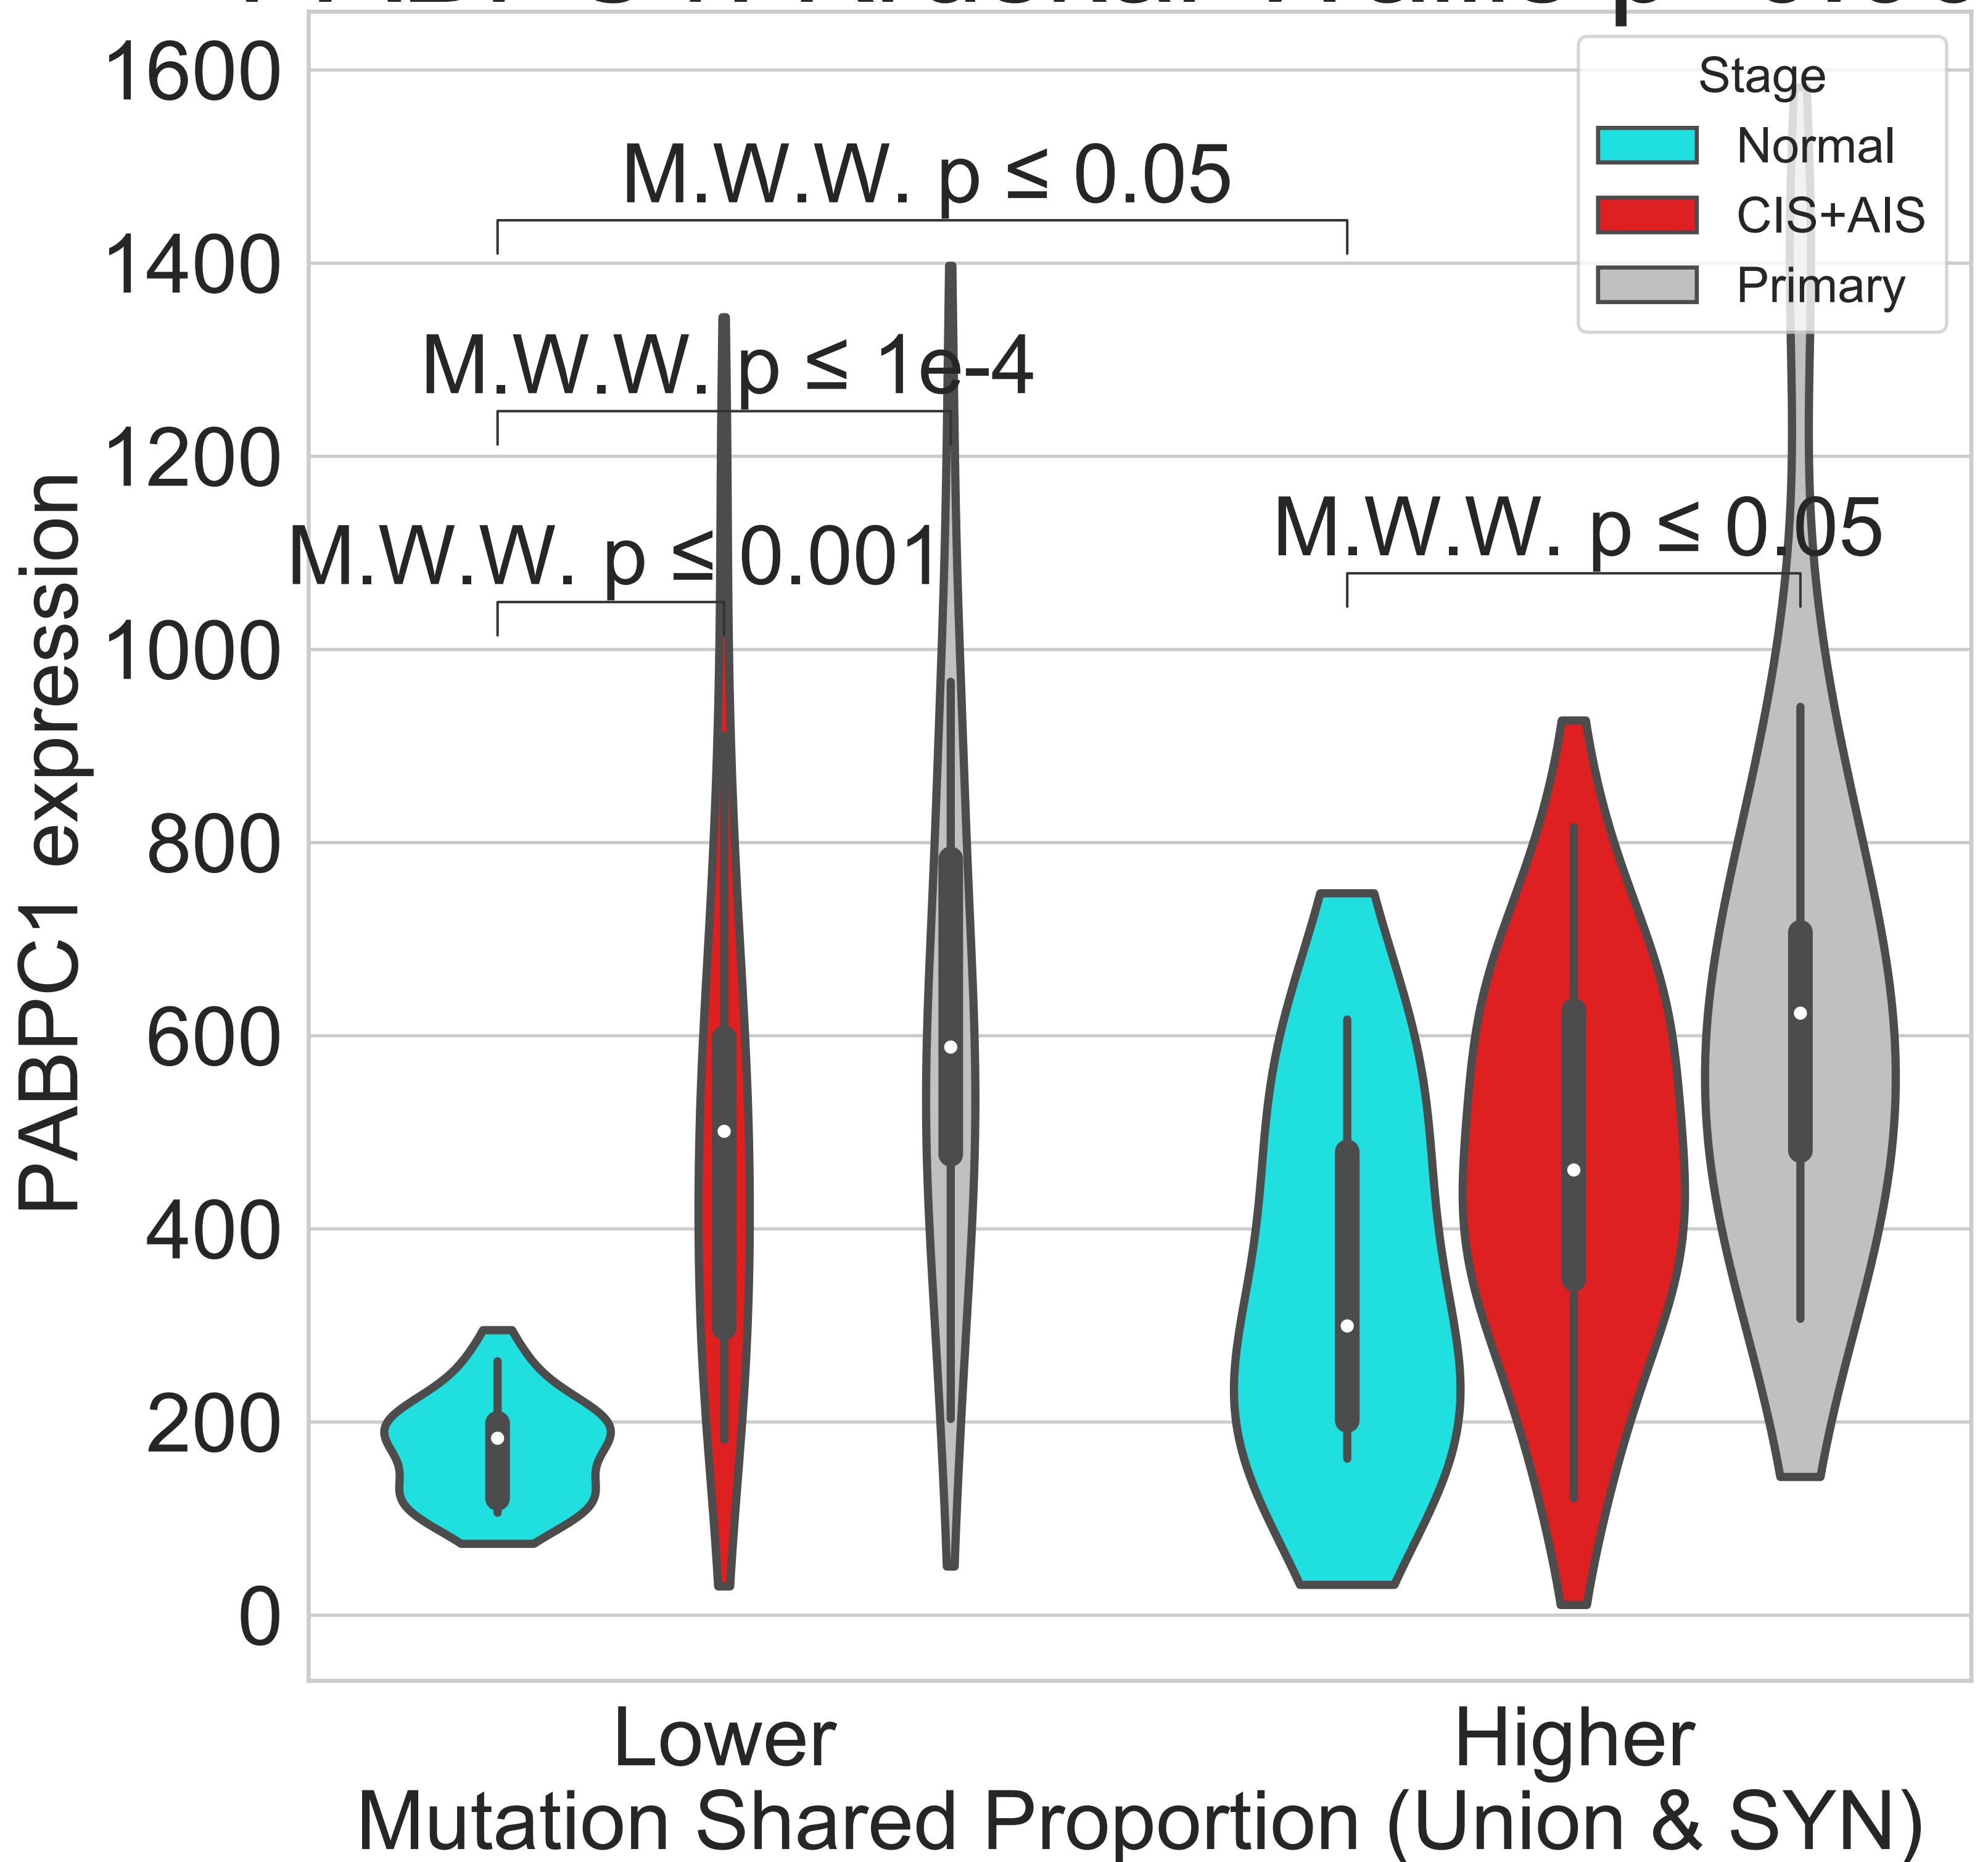 1600
1400
1200
1000
800
600
400
200
0
PABPC1 expression
Stage
Normal
CIS+AIS
Primary
M.W.W. p ≤ 0.05
M.W.W. p ≤ 1e-4
M.W.W. p ≤ 0.001
M.W.W. p ≤ 0.05
Lower
Higher
Mutation Shared Proportion (Union & SYN)